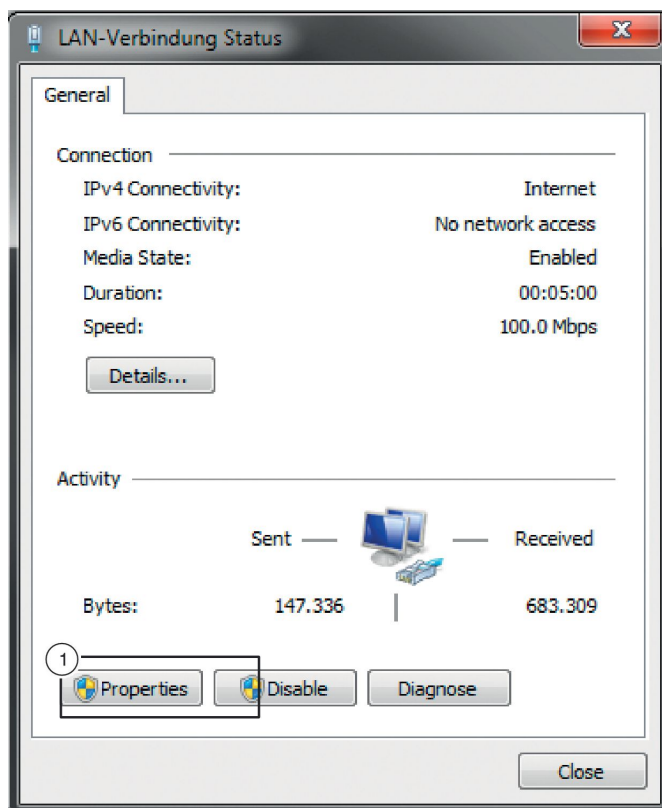 LAN-Verbindung Status
General
Connection
IPv4 Connectivity: Internet
IPv6 Connectivity: No network access
Media State: Enabled
Duration: 00:05:00
Speed: 100.0 Mbps
Details...
Activity
Sent Received
Bytes: 147.336 683.309
1
Properties Disable Diagnose
Close